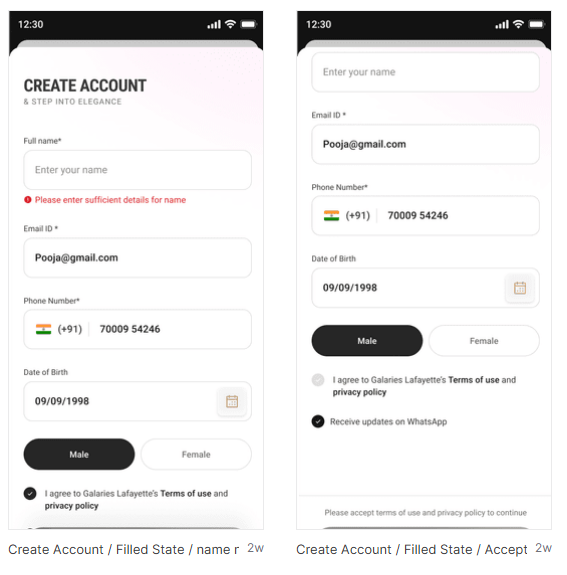 12:30
CREATE ACCOUNT
& STEP INTO ELEGANCE
Full name*
Enter your name
Please enter sufficient details for name
Email ID *
Pooja@gmail.com
Phone Number*
(+91) 70009 54246
Date of Birth
09/09/1998
Male Female
I agree to Galaries Lafayette's Terms of use and
privacy policy
Create Account / Filled State / name r 2w
12:30
Enter your name
Email ID *
Pooja@gmail.com
Phone Number*
(+91) 70009 54246
Date of Birth
09/09/1998
Male Female
I agree to Galaries Lafayette's Terms of use and
privacy policy
Receive updates on WhatsApp
Please accept terms of use and privacy policy to continue
Create Account / Filled State / Accept 2w